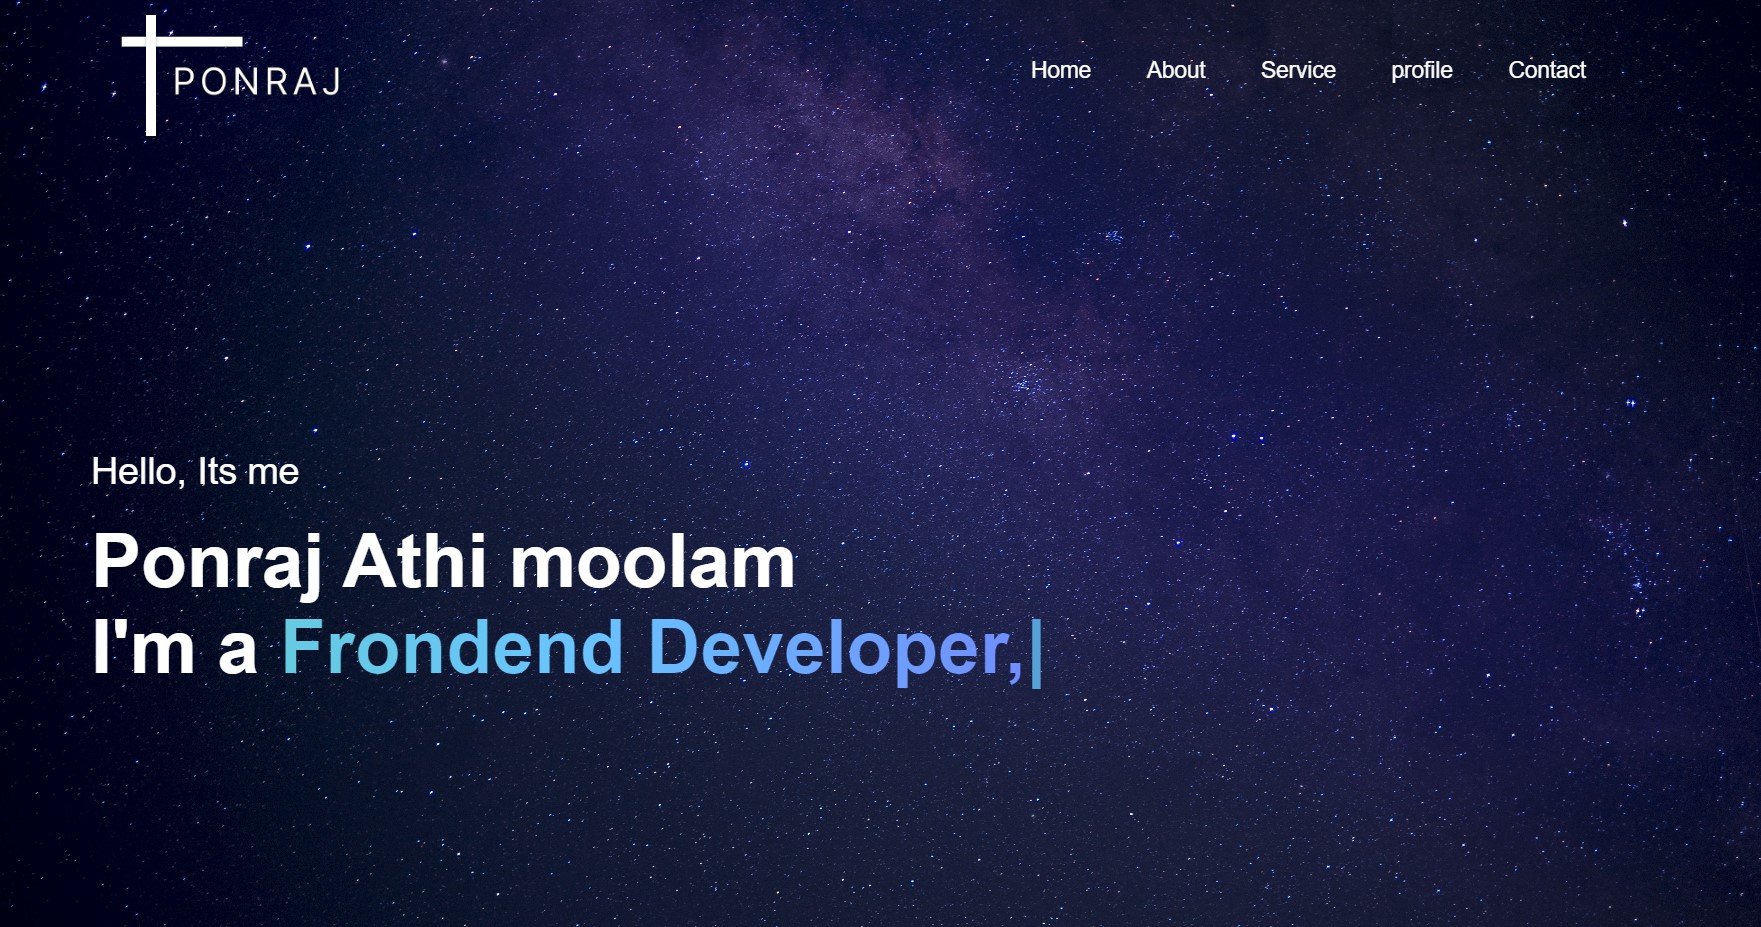 PONRAJ
Home About Service profile Contact
Hello, Its me
Ponraj Athi moolam
I'm a Frondend Developer,|